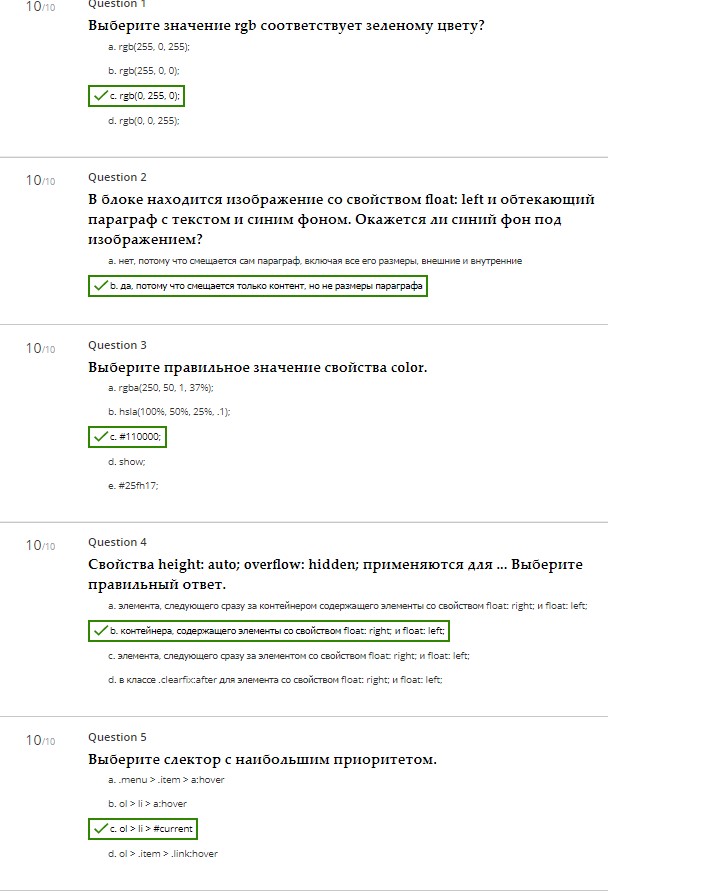 10/10 Question 1
Выберите значение rgb соответствует зеленому цвету?
a. rgb(255, 0, 255);
b. rgb(255, 0, 0);
c. rgb(0, 255, 0);
d. rgb(0, 0, 255);
10/10 Question 2
В блоке находится изображение со свойством float: left и обтекающий
параграф с текстом и синим фоном. Окажется ли синий фон под
изображением?
a. нет, потому что смещается сам параграф, включая все его размеры, внешние и внутренние
b. да, потому что смещается только контент, но не размеры параграфа
10/10 Question 3
Выберите правильное значение свойства color.
a. rgba(250, 50, 1, 37%);
b. hsla(100%, 50%, 25%, .1);
c. #110000;
d. show;
e. #25fh17;
10/10 Question 4
Свойства height: auto; overflow: hidden; применяются для ... Выберите
правильный ответ.
a. элемента, следующего сразу за контейнером содержащего элементы со свойством float: right; и float: left;
b. контейнера, содержащего элементы со свойством float: right; и float: left;
c. элемента, следующего сразу за элементом со свойством float: right; и float: left;
d. в классе .clearfix:after для элемента со свойством float: right; и float: left;
10/10 Question 5
Выберите слектор с наибольшим приоритетом.
a. .menu > .item > a:hover
b. ol > li > a:hover
c. ol > li > #current
d. ol > .item > .link:hover